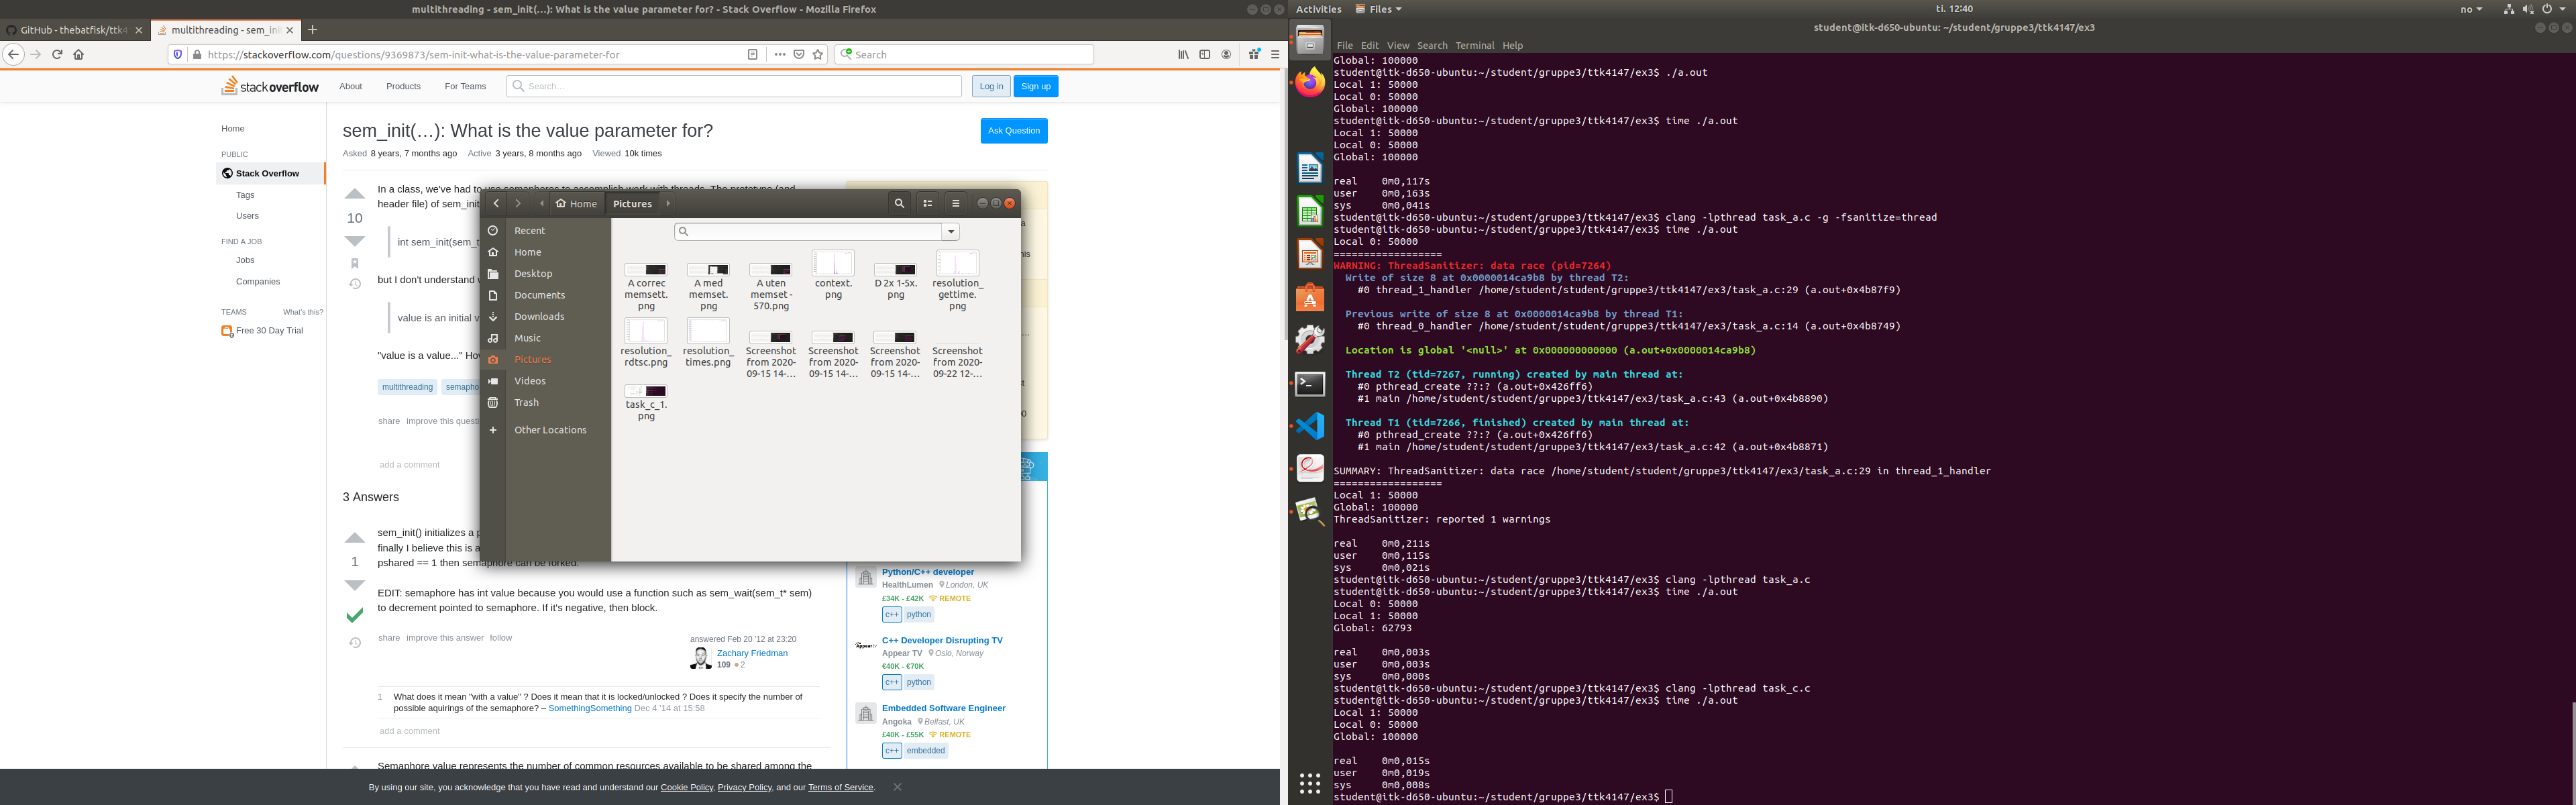 multithreading - sem_init(...): What is the value parameter for? - Stack Overflow - Mozilla Firefox
GitHub - thebatfisk/ttk4
multithreading - sem_ini
https://stackoverflow.com/questions/9369873/sem-init-what-is-the-value-parameter-for
Search
stackoverflow
About
Products
For Teams
Search...
Log in
Sign up
Home
PUBLIC
Stack Overflow
Tags
Users
FIND A JOB
Jobs
Companies
TEAMS
What's this?
Free 30 Day Trial
sem_init(...): What is the value parameter for?
Ask Question
Asked 8 years, 7 months ago Active 3 years, 8 months ago Viewed 10k times
10
In a class, we've had to use semaphores to accomplish work with threads. The prototype (and
header file) of sem_init
int sem_init(sem_t
but I don't understand
value is an initial v
"value is a value..." Ho
multithreading
semapho
share improve this questi
add a comment
3 Answers
1
sem_init() initializes a
finally I believe this is a
pshared == 1 then semaphore can be forked.
EDIT: semaphore has int value because you would use a function such as sem_wait(sem_t* sem)
to decrement pointed to semaphore. If it's negative, then block.
share improve this answer follow
answered Feb 20 '12 at 23:20
Zachary Friedman
109 2
1 What does it mean "with a value" ? Does it mean that it is locked/unlocked ? Does it specify the number of
possible aquirings of the semaphore? – SomethingSomething Dec 4 '14 at 15:58
add a comment
Semaphore value represents the number of common resources available to be shared among the
Python/C++ developer
HealthLumen London, UK
£34K - £42K REMOTE
c++ python
C++ Developer Disrupting TV
Appear TV Oslo, Norway
€40K - €70K
c++ python
Embedded Software Engineer
Angoka Belfast, UK
£40K - £55K REMOTE
c++ embedded
By using our site, you acknowledge that you have read and understand our Cookie Policy, Privacy Policy, and our Terms of Service.
Home
Pictures
Recent
Home
Desktop
Documents
Downloads
Music
Pictures
Videos
Trash
Other Locations
A correc
memsett.
png
A med
memset.
png
A uten
memset -
570.png
context.
png
D 2x 1-5x.
png
resolution_
gettime.
png
resolution_
rdtsc.png
resolution_
times.png
Screenshot
from 2020-
09-15 14-...
Screenshot
from 2020-
09-15 14-...
Screenshot
from 2020-
09-15 14-...
Screenshot
from 2020-
09-22 12-...
task_c_1.
png
Activities
Files
ti. 12:40
no
student@itk-d650-ubuntu: ~/student/gruppe3/ttk4147/ex3
File Edit View Search Terminal Help
Global: 100000
student@itk-d650-ubuntu:~/student/gruppe3/ttk4147/ex3$ ./a.out
Local 1: 50000
Local 0: 50000
Global: 100000
student@itk-d650-ubuntu:~/student/gruppe3/ttk4147/ex3$ time ./a.out
Local 1: 50000
Local 0: 50000
Global: 100000
real 0m0,117s
user 0m0,163s
sys 0m0,041s
student@itk-d650-ubuntu:~/student/gruppe3/ttk4147/ex3$ clang -lpthread task_a.c -g -fsanitize=thread
student@itk-d650-ubuntu:~/student/gruppe3/ttk4147/ex3$ time ./a.out
Local 0: 50000
==================
WARNING: ThreadSanitizer: data race (pid=7264)
Write of size 8 at 0x0000014ca9b8 by thread T2:
#0 thread_1_handler /home/student/student/gruppe3/ttk4147/ex3/task_a.c:29 (a.out+0x4b87f9)
Previous write of size 8 at 0x0000014ca9b8 by thread T1:
#0 thread_0_handler /home/student/student/gruppe3/ttk4147/ex3/task_a.c:14 (a.out+0x4b8749)
Location is global '<null>' at 0x000000000000 (a.out+0x0000014ca9b8)
Thread T2 (tid=7267, running) created by main thread at:
#0 pthread_create ??:? (a.out+0x426ff6)
#1 main /home/student/student/gruppe3/ttk4147/ex3/task_a.c:43 (a.out+0x4b8890)
Thread T1 (tid=7266, finished) created by main thread at:
#0 pthread_create ??:? (a.out+0x426ff6)
#1 main /home/student/student/gruppe3/ttk4147/ex3/task_a.c:42 (a.out+0x4b8871)
SUMMARY: ThreadSanitizer: data race /home/student/student/gruppe3/ttk4147/ex3/task_a.c:29 in thread_1_handler
==================
Local 1: 50000
Global: 100000
ThreadSanitizer: reported 1 warnings
real 0m0,211s
user 0m0,115s
sys 0m0,021s
student@itk-d650-ubuntu:~/student/gruppe3/ttk4147/ex3$ clang -lpthread task_a.c
student@itk-d650-ubuntu:~/student/gruppe3/ttk4147/ex3$ time ./a.out
Local 0: 50000
Local 1: 50000
Global: 62793
real 0m0,003s
user 0m0,003s
sys 0m0,000s
student@itk-d650-ubuntu:~/student/gruppe3/ttk4147/ex3$ clang -lpthread task_c.c
student@itk-d650-ubuntu:~/student/gruppe3/ttk4147/ex3$ time ./a.out
Local 1: 50000
Local 0: 50000
Global: 100000
real 0m0,015s
user 0m0,019s
sys 0m0,008s
student@itk-d650-ubuntu:~/student/gruppe3/ttk4147/ex3$